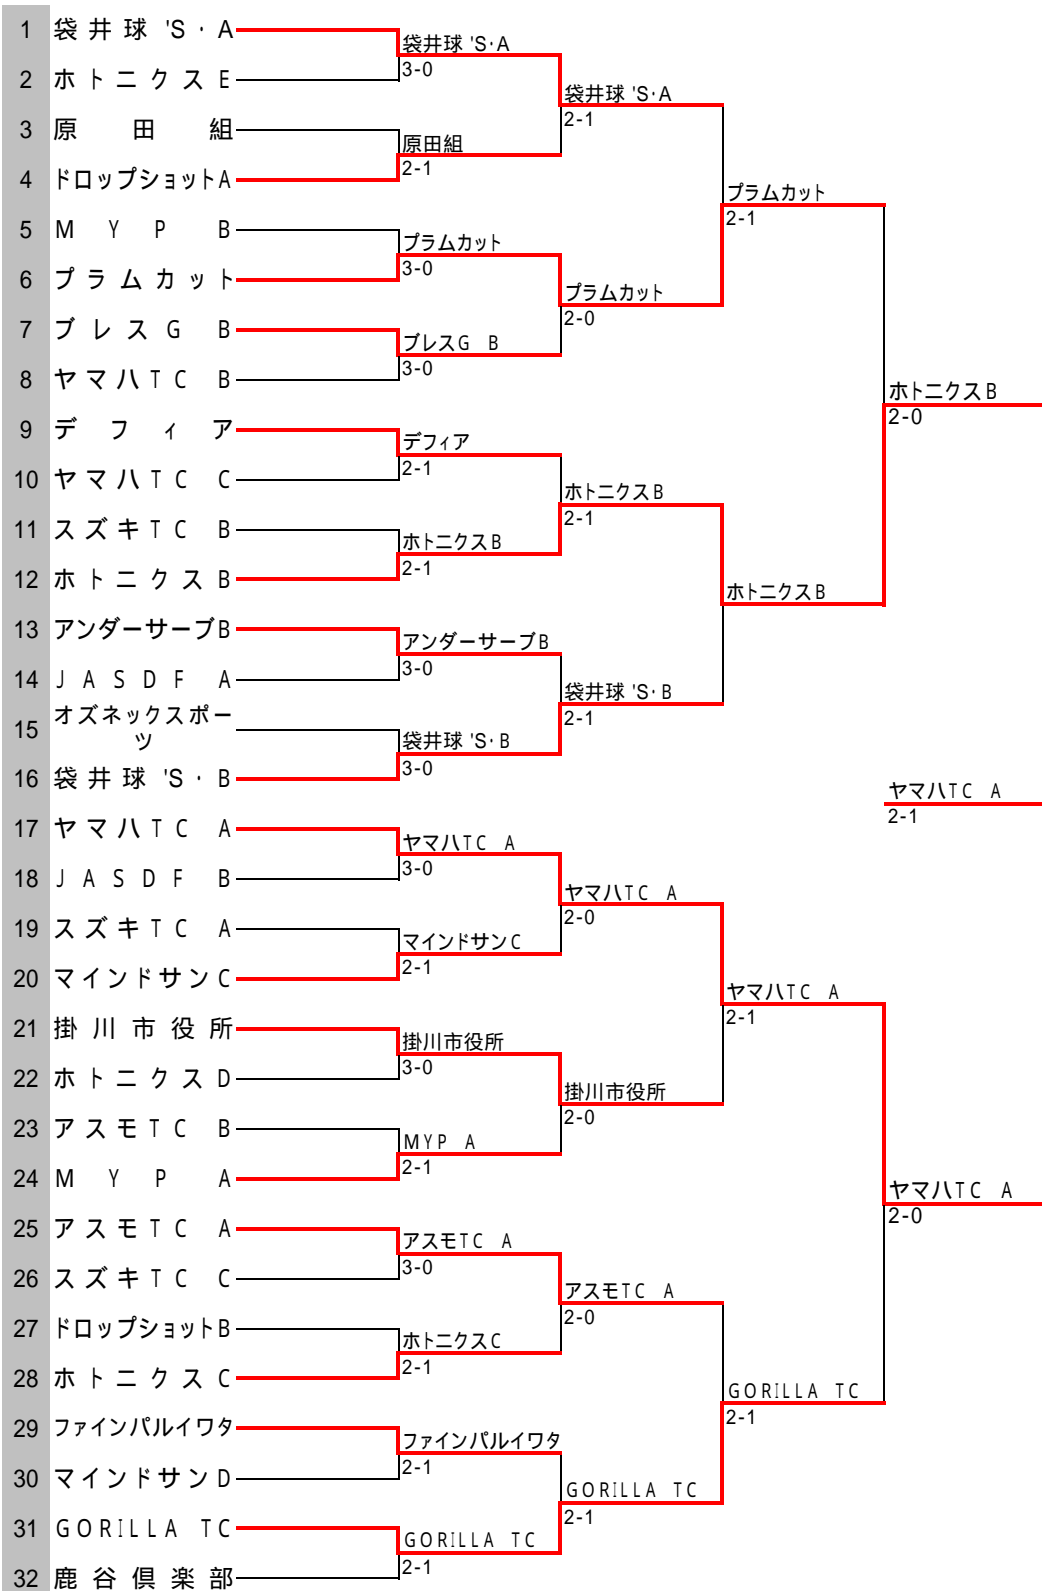 1 袋井球'S・A
2 ホトニクスE
3 原田組
4 ドロップショットA
5 MYP B
6 プラムカット
7 ブレスG B
8 ヤマハTC B
9 デフィア
10 ヤマハTC C
11 スズキTC B
12 ホトニクスB
13 アンダーサーブB
14 JASDF A
15 オズネックスポー
ツ
16 袋井球'S・B
17 ヤマハTC A
18 JASDF B
19 スズキTC A
20 マインドサンC
21 掛川市役所
22 ホトニクスD
23 アスモTC B
24 MYP A
25 アスモTC A
26 スズキTC C
27 ドロップショットB
28 ホトニクスC
29 ファインパルイワタ
30 マインドサンD
31 GORILLA TC
32 鹿谷倶楽部
袋井球'S・A
3-0
原田組
2-1
プラムカット
3-0
ブレスG B
3-0
デフィア
2-1
ホトニクスB
2-1
アンダーサーブB
3-0
袋井球'S・B
3-0
ヤマハTC A
3-0
マインドサンC
2-1
掛川市役所
3-0
MYP A
2-1
アスモTC A
3-0
ホトニクスC
2-1
ファインパルイワタ
2-1
GORILLA TC
2-1
袋井球'S・A
2-1
プラムカット
2-0
ホトニクスB
2-1
袋井球'S・B
2-1
ヤマハTC A
2-0
掛川市役所
2-0
アスモTC A
2-0
GORILLA TC
2-1
プラムカット
2-1
ホトニクスB
ヤマハTC A
2-1
GORILLA TC
2-1
ホトニクスB
2-0
ヤマハTC A
2-1
ヤマハTC A
2-0